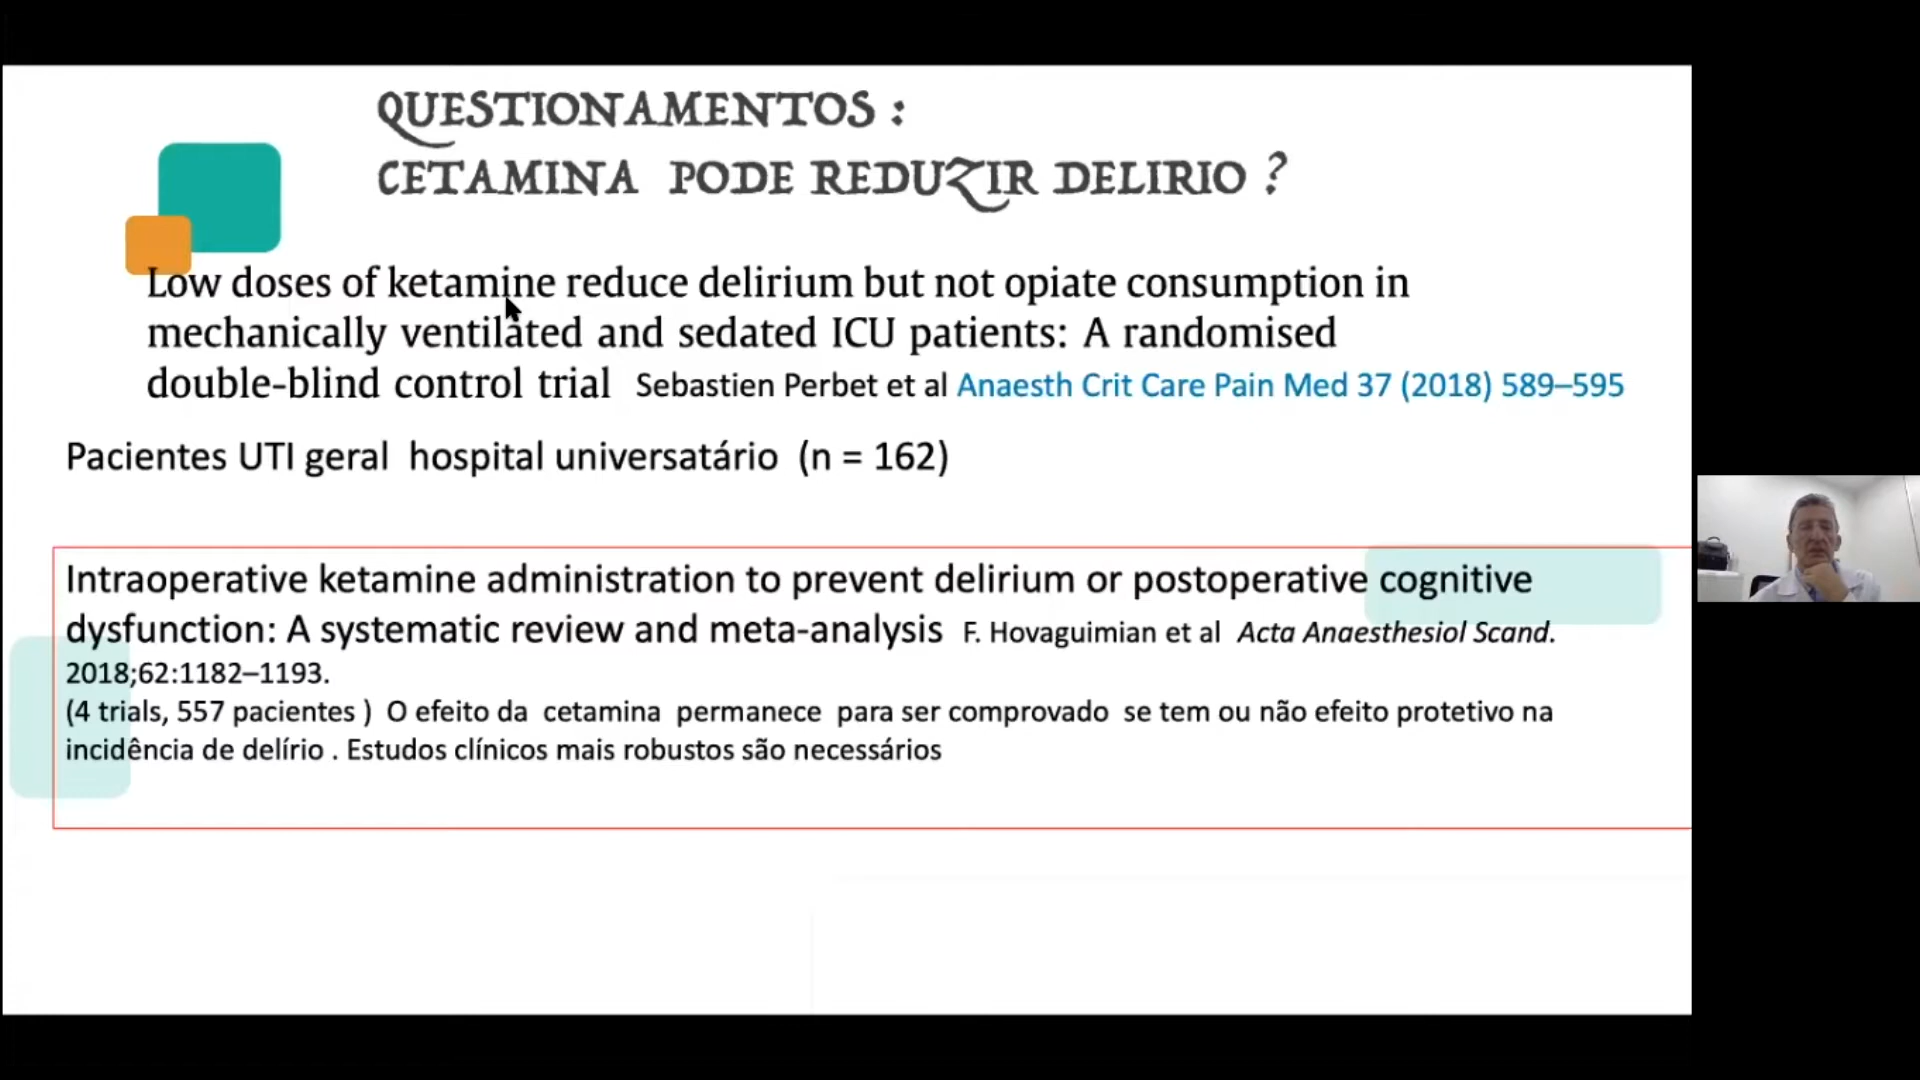 QUESTIONAMENTOS :
CETAMINA PODE REDUZIR DELIRIO ?
Low doses of ketamine reduce delirium but not opiate consumption in
mechanically ventilated and sedated ICU patients: A randomised
double-blind control trial Sebastien Perbet et al Anaesth Crit Care Pain Med 37 (2018) 589–595
Pacientes UTI geral hospital universatário (n = 162)
Intraoperative ketamine administration to prevent delirium or postoperative cognitive
dysfunction: A systematic review and meta-analysis F. Hovaguimian et al Acta Anaesthesiol Scand.
2018;62:1182–1193.
(4 trials, 557 pacientes ) O efeito da cetamina permanece para ser comprovado se tem ou não efeito protetivo na
incidência de delírio . Estudos clínicos mais robustos são necessários